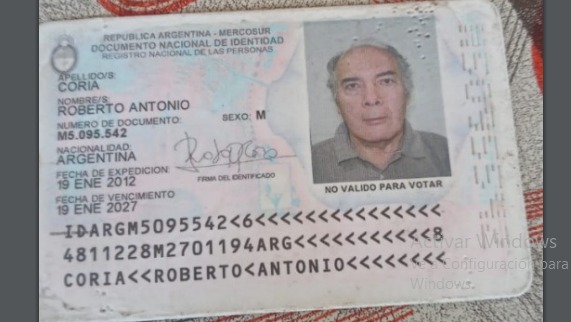 REPUBLICA ARGENTINA - MERCOSUR
DOCUMENTO NACIONAL DE IDENTIDAD
REGISTRO NACIONAL DE LAS PERSONAS
APELLIDO/S:
CORIA
NOMBRE/S:
ROBERTO ANTONIO
NUMERO DE DOCUMENTO: SEXO: M
M5.095.542
NACIONALIDAD:
ARGENTINA
FECHA DE EXPEDICION:
19 ENE 2012
FIRMA DEL IDENTIFICADO
FECHA DE VENCIMIENTO
19 ENE 2027
NO VALIDO PARA VOTAR
IDARGM5095542<6<<<<<<<<<<<<<<<
4811228M2701194ARG<<<<<<<<<<<8
CORIA<<ROBERTO<ANTONIO<<<<<<<<
Activar Windows
Ve a Configuración para
Windows.